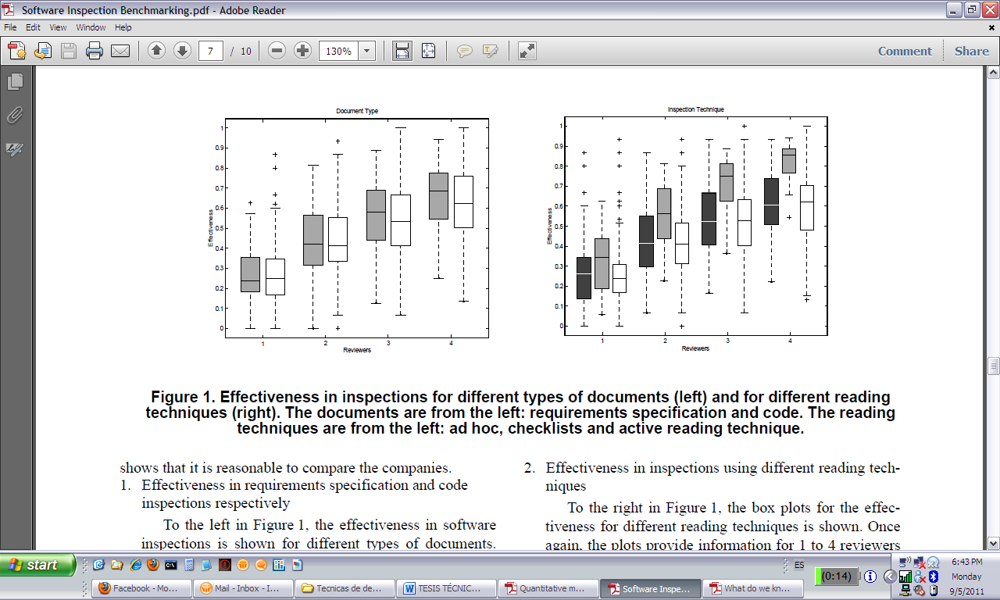 Software Inspection Benchmarking.pdf - Adobe Reader
File Edit View Window Help
7 / 10 130% Comment Share
Document Type
Effectiveness
1
0.9
0.8
0.7
0.6
0.5
0.4
0.3
0.2
0.1
0
1 2 3 4
Reviewers
Inspection Technique
Effectiveness
1
0.9
0.8
0.7
0.6
0.5
0.4
0.3
0.2
0.1
0
1 2 3 4
Reviewers
Figure 1. Effectiveness in inspections for different types of documents (left) and for different reading
techniques (right). The documents are from the left: requirements specification and code. The reading
techniques are from the left: ad hoc, checklists and active reading technique.
shows that it is reasonable to compare the companies.
1. Effectiveness in requirements specification and code
inspections respectively
To the left in Figure 1, the effectiveness in software
inspections is shown for different types of documents.
2. Effectiveness in inspections using different reading tech-
niques
To the right in Figure 1, the box plots for the effec-
tiveness for different reading techniques is shown. Once
again, the plots provide information for 1 to 4 reviewers
start
ES
(0:14)
6:43 PM
Monday
9/5/2011
Facebook - Mo...
Mail - Inbox - I...
Tecnicas de de...
TESIS TÉCNIC...
Quantitative m...
Software Inspe...
What do we kn...